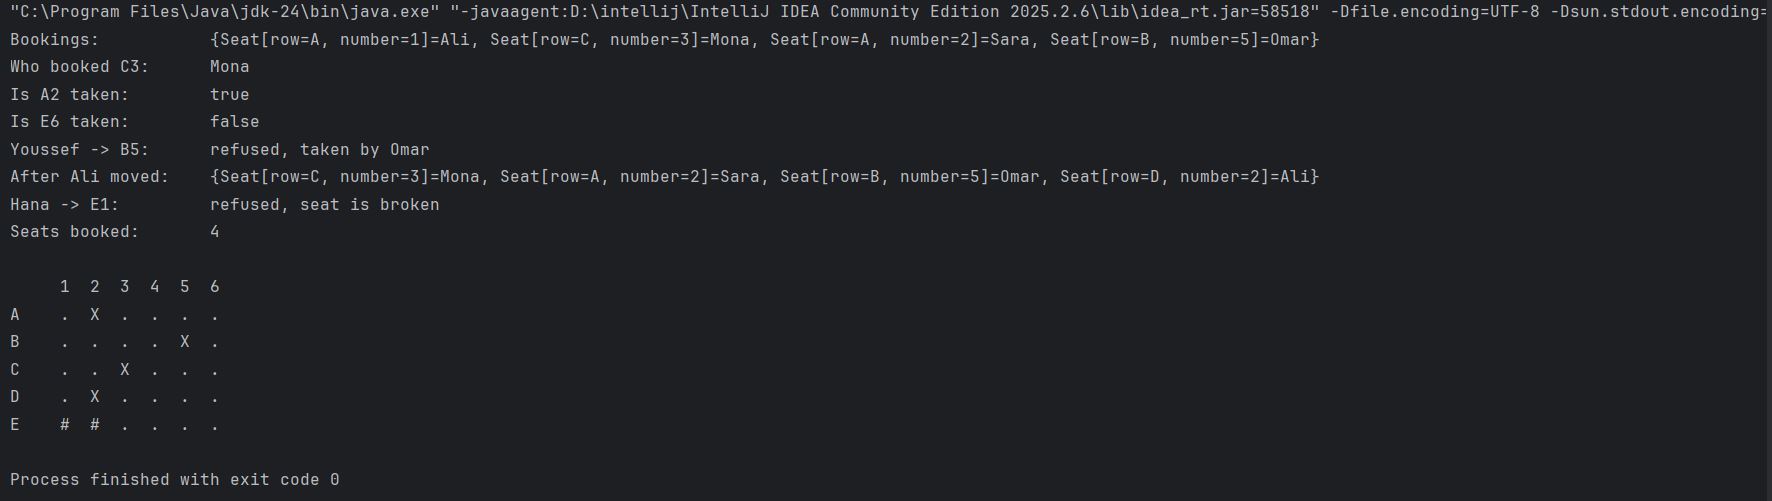 "C:\Program Files\Java\jdk-24\bin\java.exe" "-javaagent:D:\intellij\IntelliJ IDEA Community Edition 2025.2.6\lib\idea_rt.jar=58518" -Dfile.encoding=UTF-8 -Dsun.stdout.encoding=
Bookings:           {Seat[row=A, number=1]=Ali, Seat[row=C, number=3]=Mona, Seat[row=A, number=2]=Sara, Seat[row=B, number=5]=Omar}
Who booked C3:      Mona
Is A2 taken:        true
Is E6 taken:        false
Youssef -> B5:      refused, taken by Omar
After Ali moved:    {Seat[row=C, number=3]=Mona, Seat[row=A, number=2]=Sara, Seat[row=B, number=5]=Omar, Seat[row=D, number=2]=Ali}
Hana -> E1:         refused, seat is broken
Seats booked:       4
     1  2  3  4  5  6
A    .  X  .  .  .  .
B    .  .  .  .  X  .
C    .  .  X  .  .  .
D    .  X  .  .  .  .
E    #  #  .  .  .  .
Process finished with exit code 0